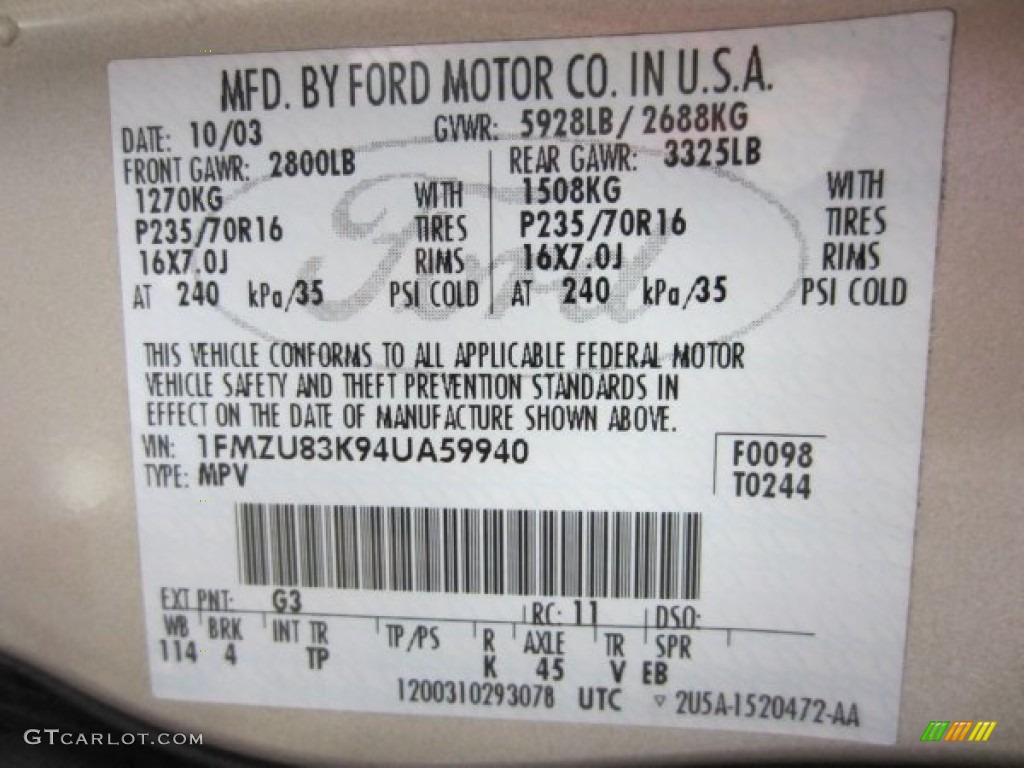 MFD. BY FORD MOTOR CO. IN U.S.A.
DATE: 10/03 GVWR: 5928LB/ 2688KG
FRONT GAWR: 2800LB REAR GAWR: 3325LB
1270KG WITH 1508KG WITH
P235/70R16 TIRES P235/70R16 TIRES
16X7.0J RIMS 16X7.0J RIMS
AT 240 kPa/35 PSI COLD AT 240 kPa/35 PSI COLD
Ford
THIS VEHICLE CONFORMS TO ALL APPLICABLE FEDERAL MOTOR
VEHICLE SAFETY AND THEFT PREVENTION STANDARDS IN
EFFECT ON THE DATE OF MANUFACTURE SHOWN ABOVE.
VIN: 1FMZU83K94UA59940 F0098
TYPE: MPV T0244
EXT PNT: G3 RC: 11 DSO:
WB BRK INT TR TP/PS R AXLE TR SPR
114 4 TP K 45 V EB
1200310293078 UTC ▽ 2U5A-1520472-AA
GTCARLOT.COM